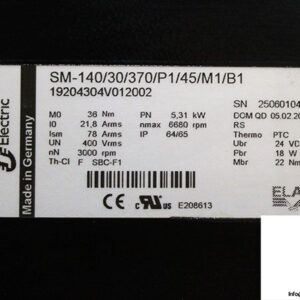 SM-140/30/370/P1/45/M1/B1
19204304V012002
SN 25060104
M0 36 Nm PN 5,31 kW DOM QD 05.02.20
I0 21,8 Arms nmax 6680 rpm RS
Ism 78 Arms IP 64/65 Thermo PTC
UN 400 Vrms Ubr 24 VD
nN 3000 rpm Pbr 18 W
Th-Cl F SBC-F1 Mbr 22 Nm
CE
E208613
ELA
Electric
Made in Germany